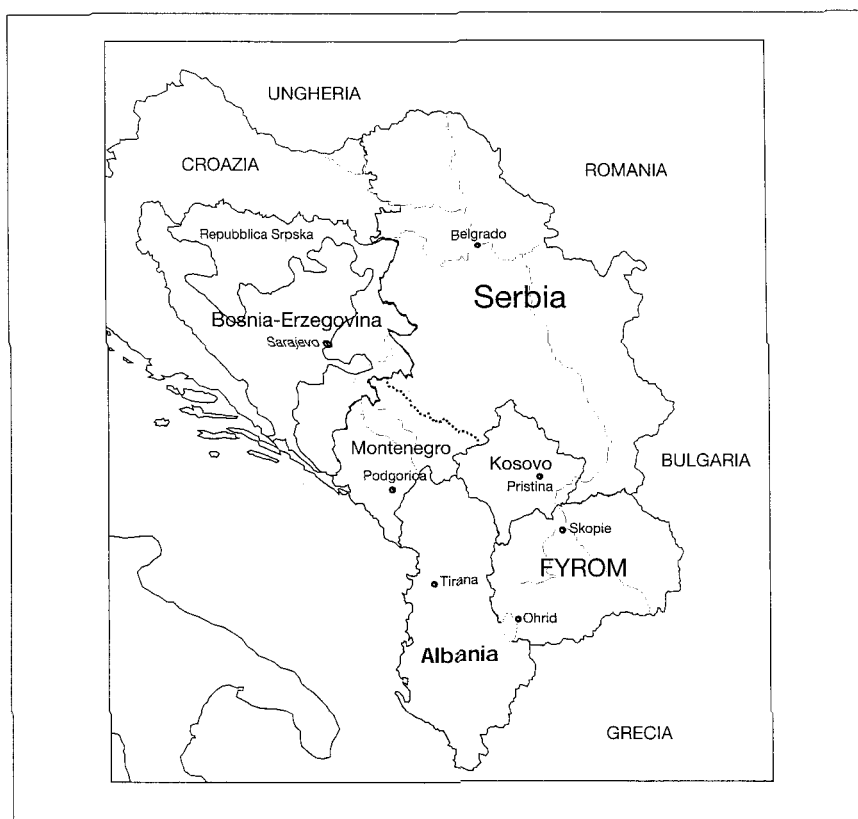 UNGHERIA
CROAZIA
ROMANIA
Repubblica Srpska
Belgrado
Serbia
Bosnia-Erzegovina
Sarajevo
Montenegro
Kosovo
BULGARIA
Podgorica
Pristina
Skopie
FYROM
Tirana
Ohrid
Albania
GRECIA